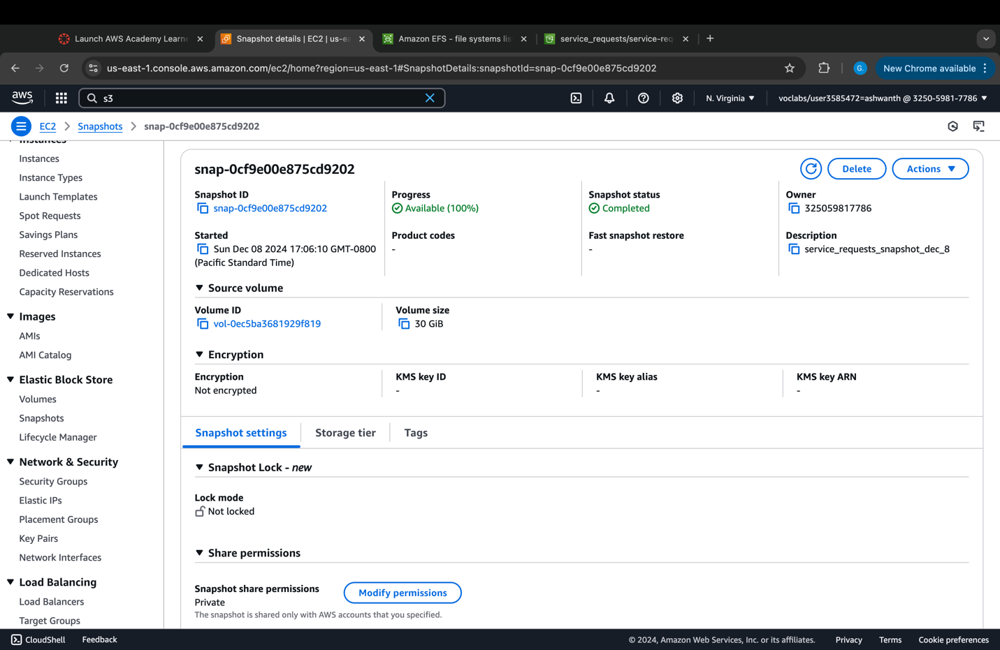 Launch AWS Academy Learne
Snapshot details | EC2 | us-ea
Amazon EFS - file systems lis
service_requests/service-req
us-east-1.console.aws.amazon.com/ec2/home?region=us-east-1#SnapshotDetails:snapshotId=snap-0cf9e00e875cd9202
G.
New Chrome available
aws
s3
N. Virginia
voclabs/user3585472=ashwanth @ 3250-5981-7786
EC2
Snapshots
snap-0cf9e00e875cd9202
Instances
Instances
Instance Types
Launch Templates
Spot Requests
Savings Plans
Reserved Instances
Dedicated Hosts
Capacity Reservations
Images
AMIs
AMI Catalog
Elastic Block Store
Volumes
Snapshots
Lifecycle Manager
Network & Security
Security Groups
Elastic IPs
Placement Groups
Key Pairs
Network Interfaces
Load Balancing
Load Balancers
Target Groups
snap-0cf9e00e875cd9202
Delete
Actions
Snapshot ID
snap-0cf9e00e875cd9202
Progress
Available (100%)
Snapshot status
Completed
Owner
325059817786
Started
Sun Dec 08 2024 17:06:10 GMT-0800
(Pacific Standard Time)
Product codes
-
Fast snapshot restore
-
Description
service_requests_snapshot_dec_8
Source volume
Volume ID
vol-0ec5ba3681929f819
Volume size
30 GiB
Encryption
Encryption
Not encrypted
KMS key ID
-
KMS key alias
-
KMS key ARN
-
Snapshot settings
Storage tier
Tags
Snapshot Lock - new
Lock mode
Not locked
Share permissions
Snapshot share permissions
Private
Modify permissions
The snapshot is shared only with AWS accounts that you specified.
CloudShell
Feedback
© 2024, Amazon Web Services, Inc. or its affiliates.
Privacy
Terms
Cookie preferences